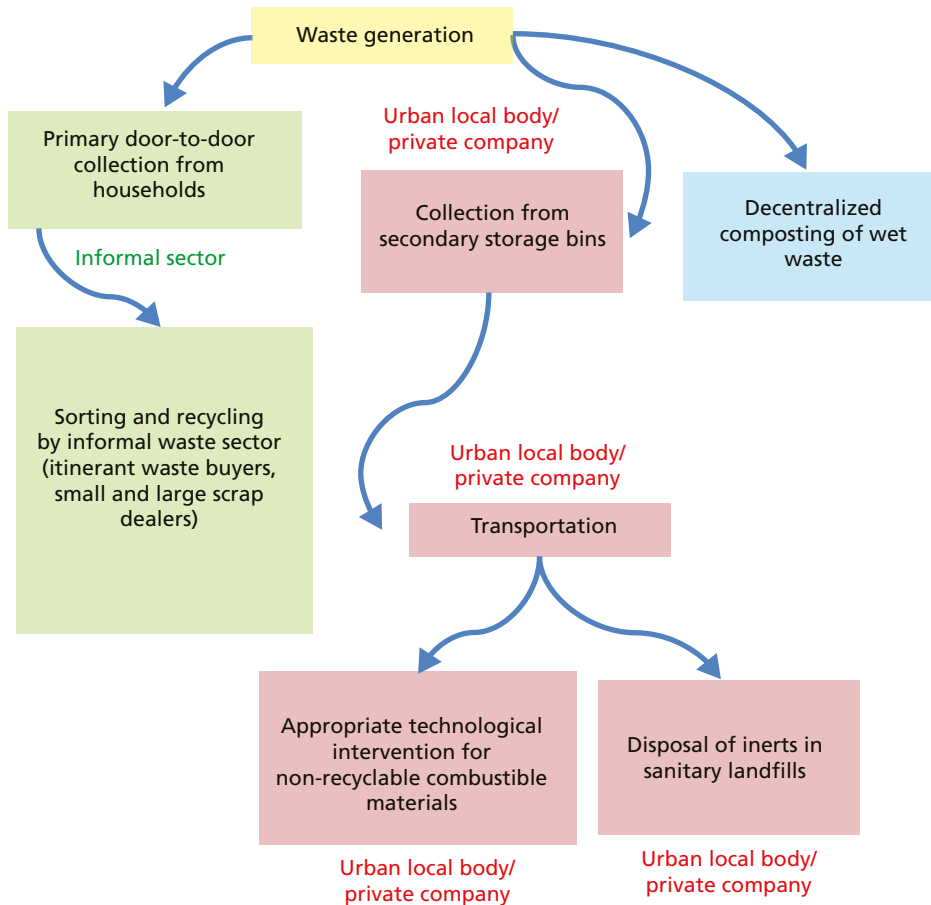 Waste generation
Primary door-to-door
collection from
households
Informal sector
Sorting and recycling
by informal waste sector
(itinerant waste buyers,
small and large scrap
dealers)
Urban local body/
private company
Collection from
secondary storage bins
Decentralized
composting of wet
waste
Urban local body/
private company
Transportation
Appropriate technological
intervention for
non-recyclable combustible
materials
Urban local body/
private company
Disposal of inerts in
sanitary landfills
Urban local body/
private company